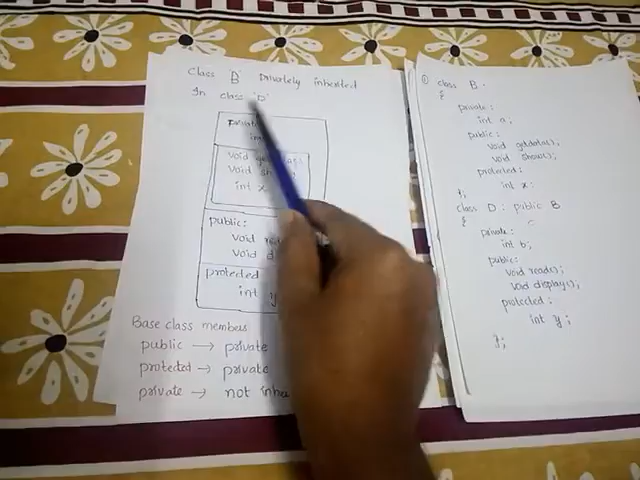 class 'B' privately inherited
In class 'D'
void
void
int x
public:
void
void
protected
int y
Base class members
public → private
protected → private
private → not
① class B
{
private:
int a;
public:
void getdata();
void show();
protected:
int x;
};
class D : public B
{
private:
int b;
public:
void read();
void display();
protected:
int y;
};